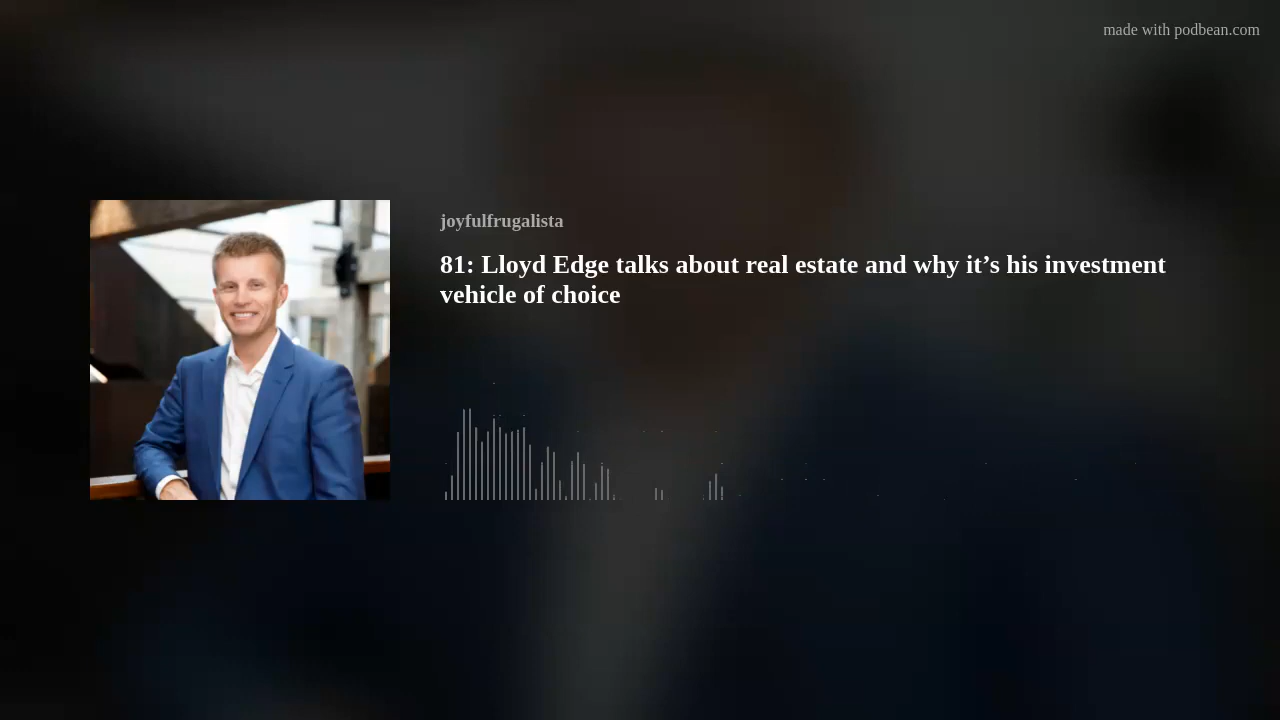 made with podbean.com
joyfulfrugalista
81: Lloyd Edge talks about real estate and why it’s his investment
vehicle of choice